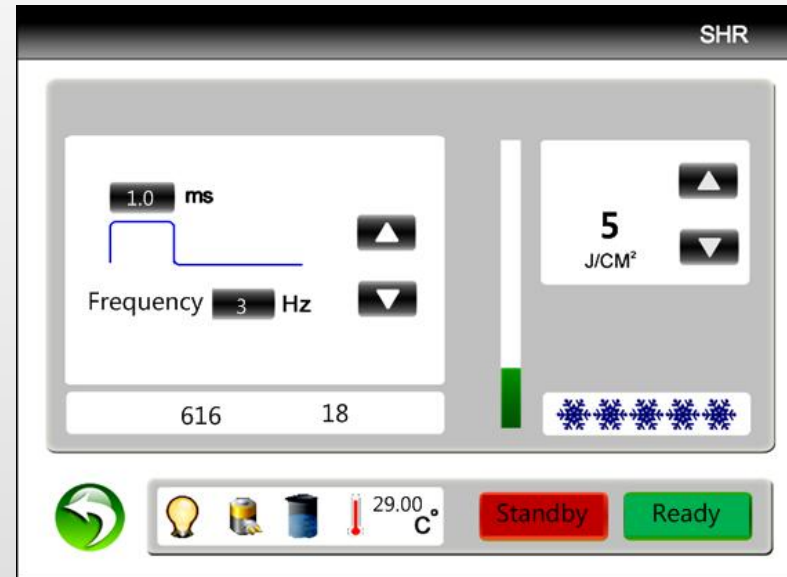 SHR
1.0 ms
Frequency 3 Hz
5
J/CM²
616 18
29.00 C°
Standby Ready